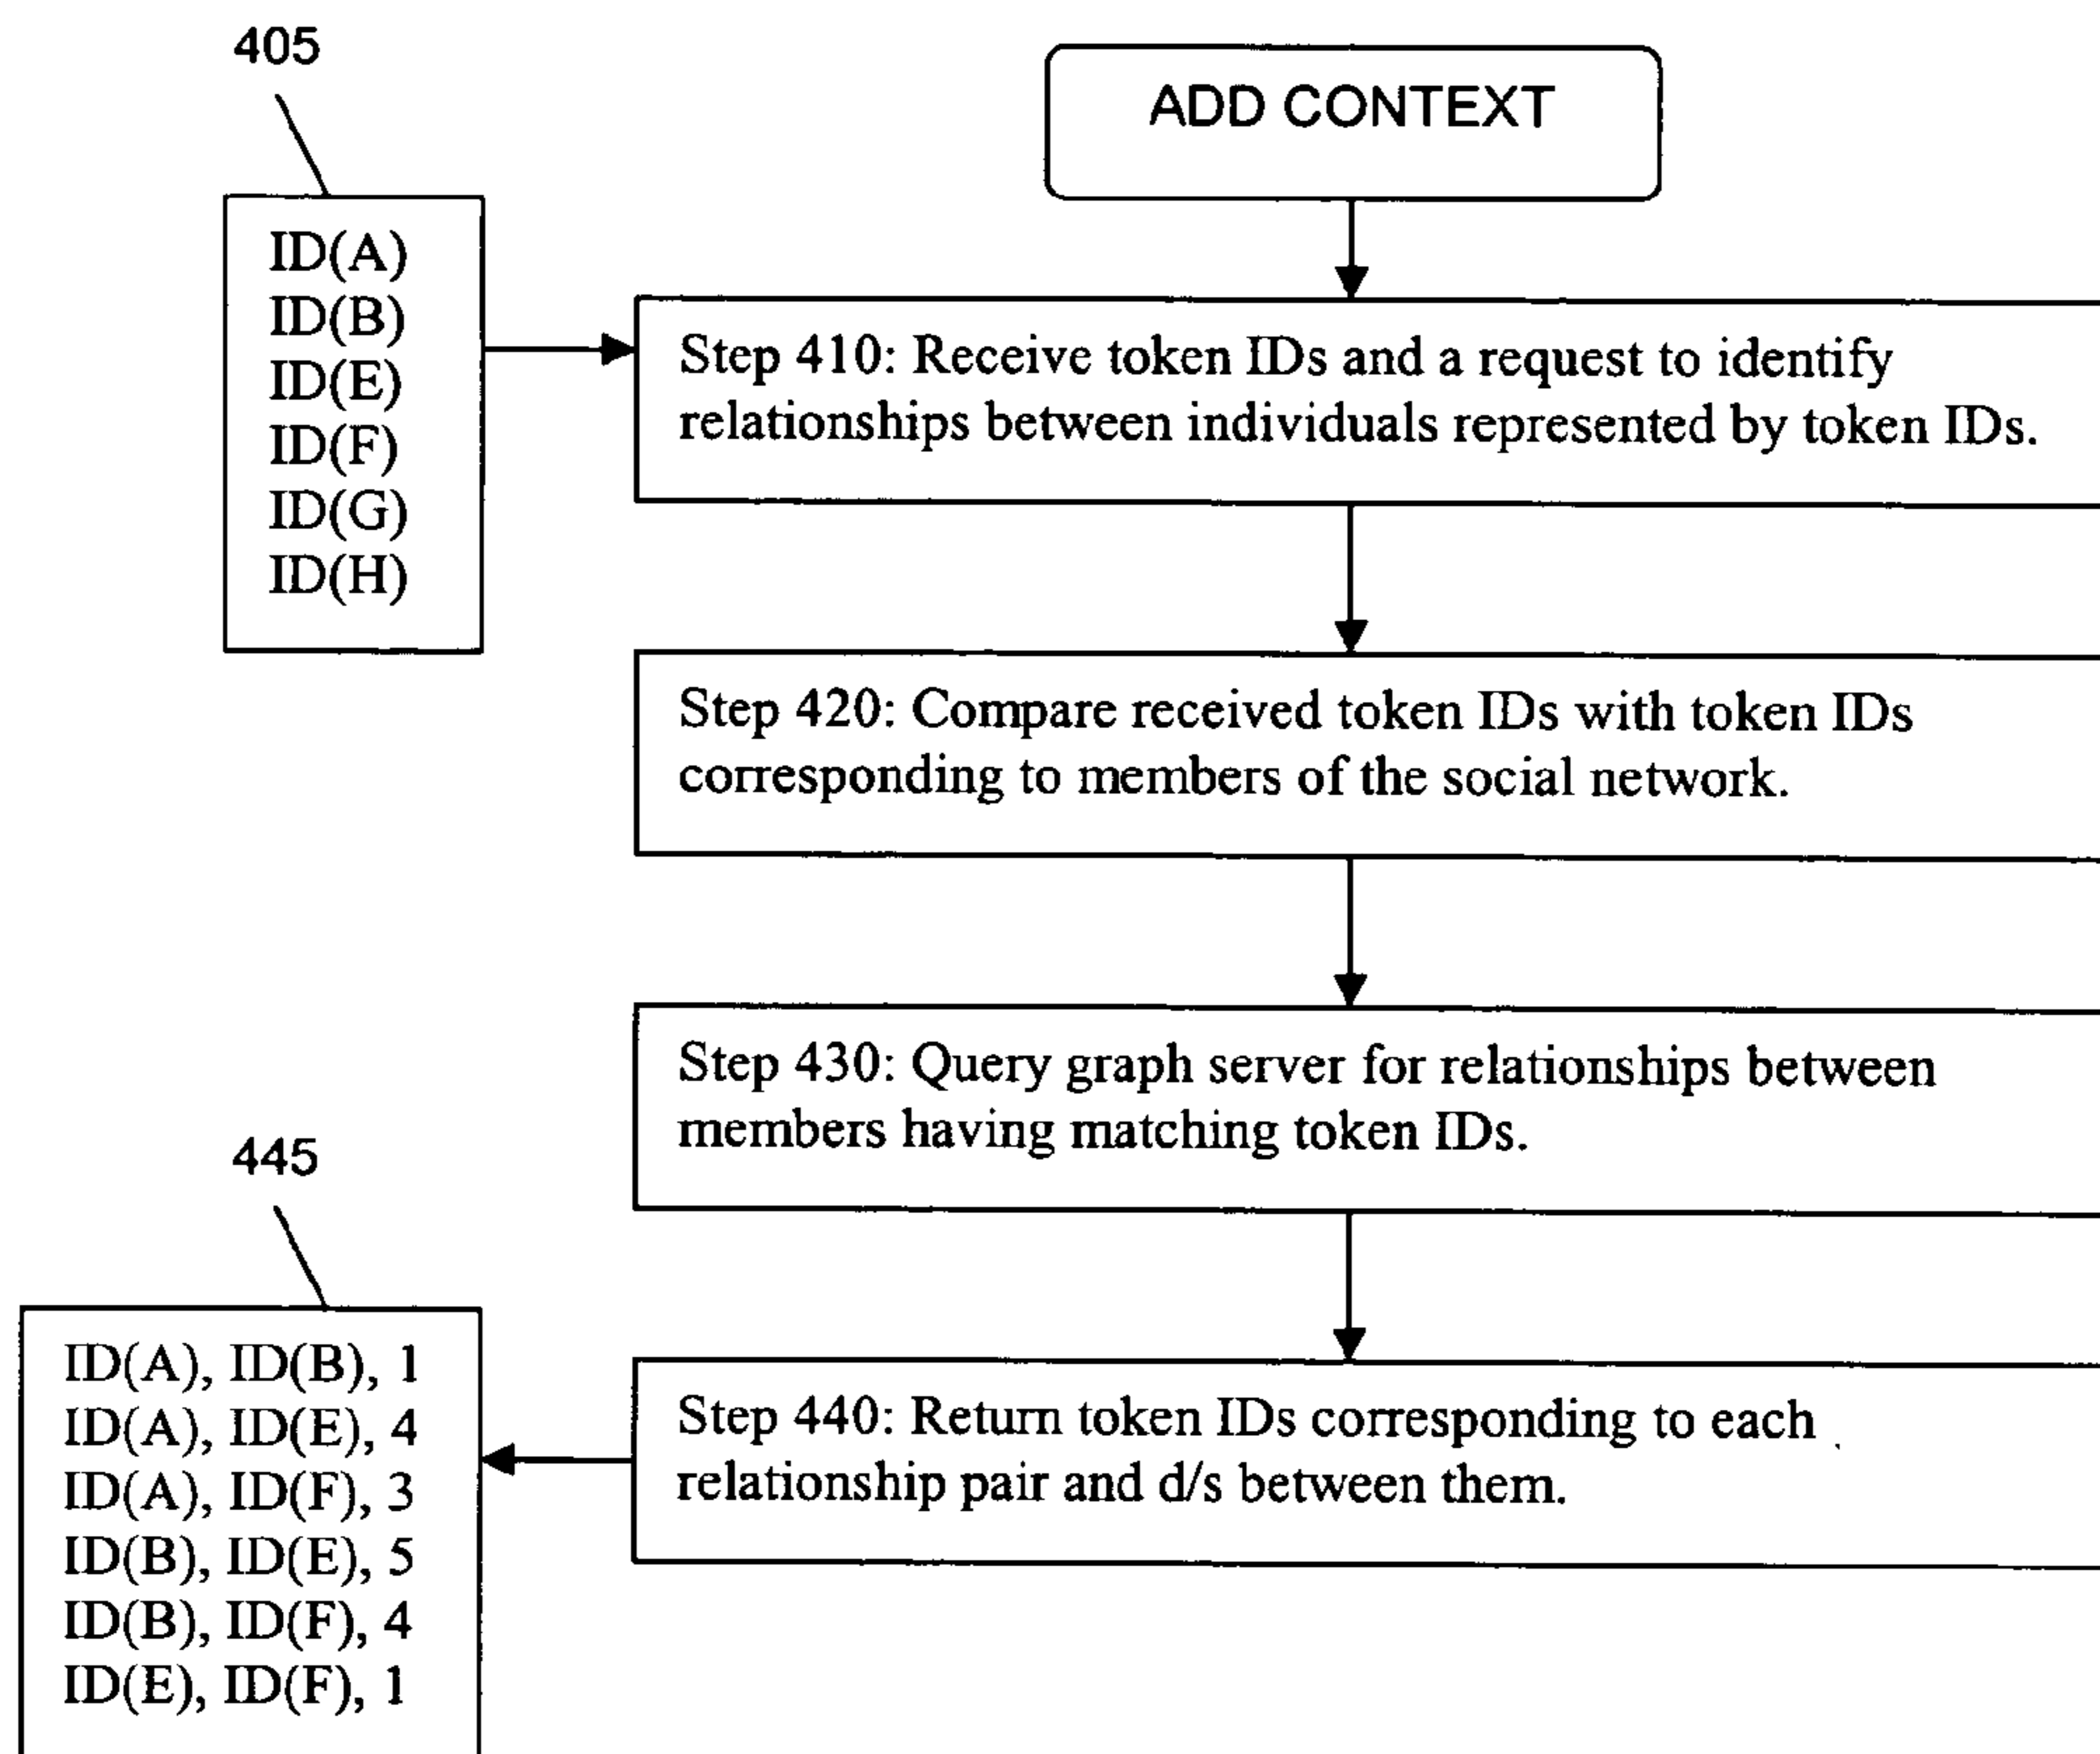 405
ADD CONTEXT
ID(A)
ID(B)
ID(E)
ID(F)
ID(G)
ID(H)
Step 410: Receive token IDs and a request to identify
relationships between individuals represented by token IDs.
Step 420: Compare received token IDs with token IDs
corresponding to members of the social network.
Step 430: Query graph server for relationships between
members having matching token IDs.
445
ID(A), ID(B), 1
ID(A), ID(E), 4
ID(A), ID(F), 3
ID(B), ID(E), 5
ID(B), ID(F), 4
ID(E), ID(F), 1
Step 440: Return token IDs corresponding to each
relationship pair and d/s between them.